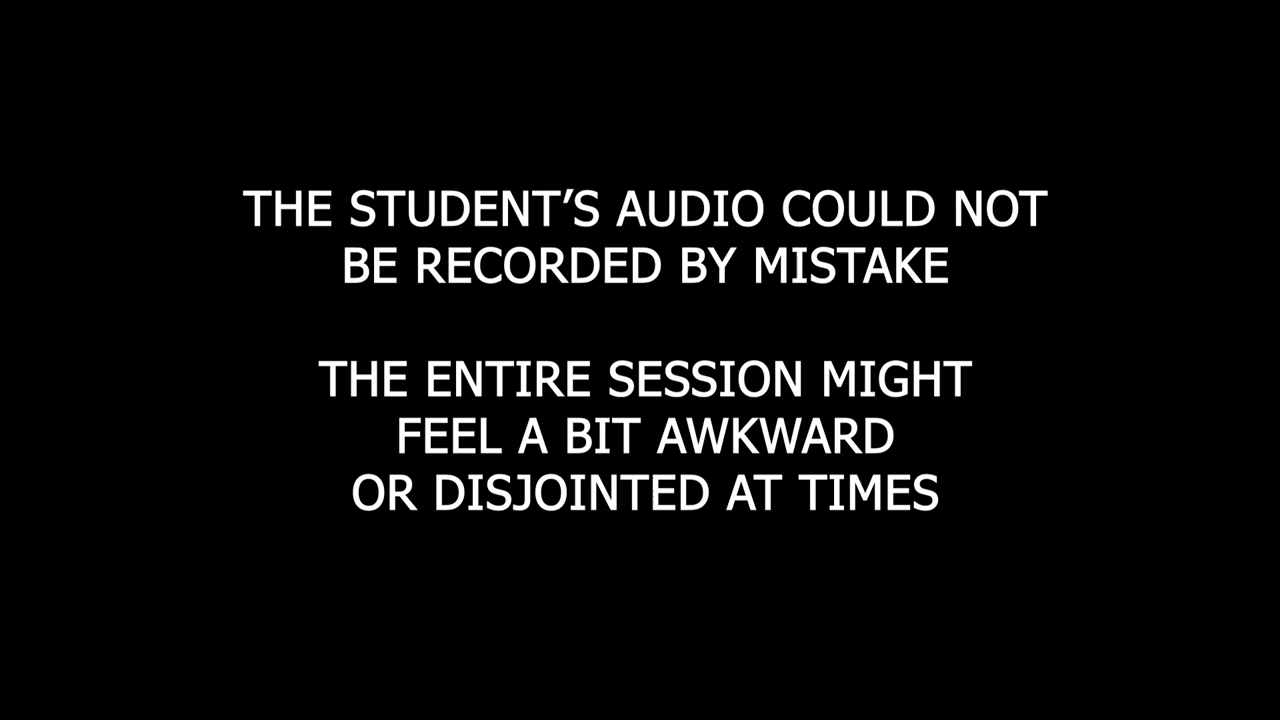 THE STUDENT’S AUDIO COULD NOT
BE RECORDED BY MISTAKE
THE ENTIRE SESSION MIGHT
FEEL A BIT AWKWARD
OR DISJOINTED AT TIMES